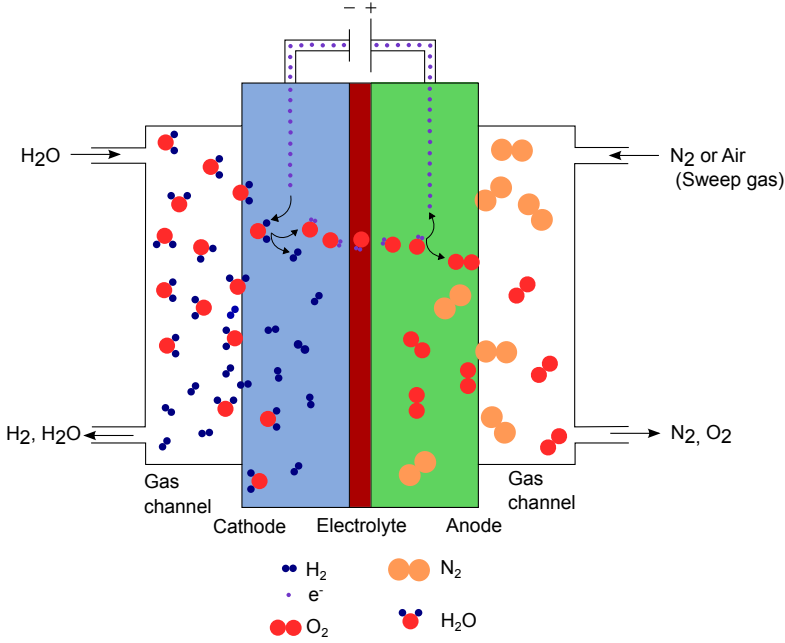 − +
H₂O
N₂ or Air
(Sweep gas)
H₂, H₂O
N₂, O₂
Gas
channel
Gas
channel
Cathode
Electrolyte
Anode
H₂
N₂
e⁻
O₂
H₂O